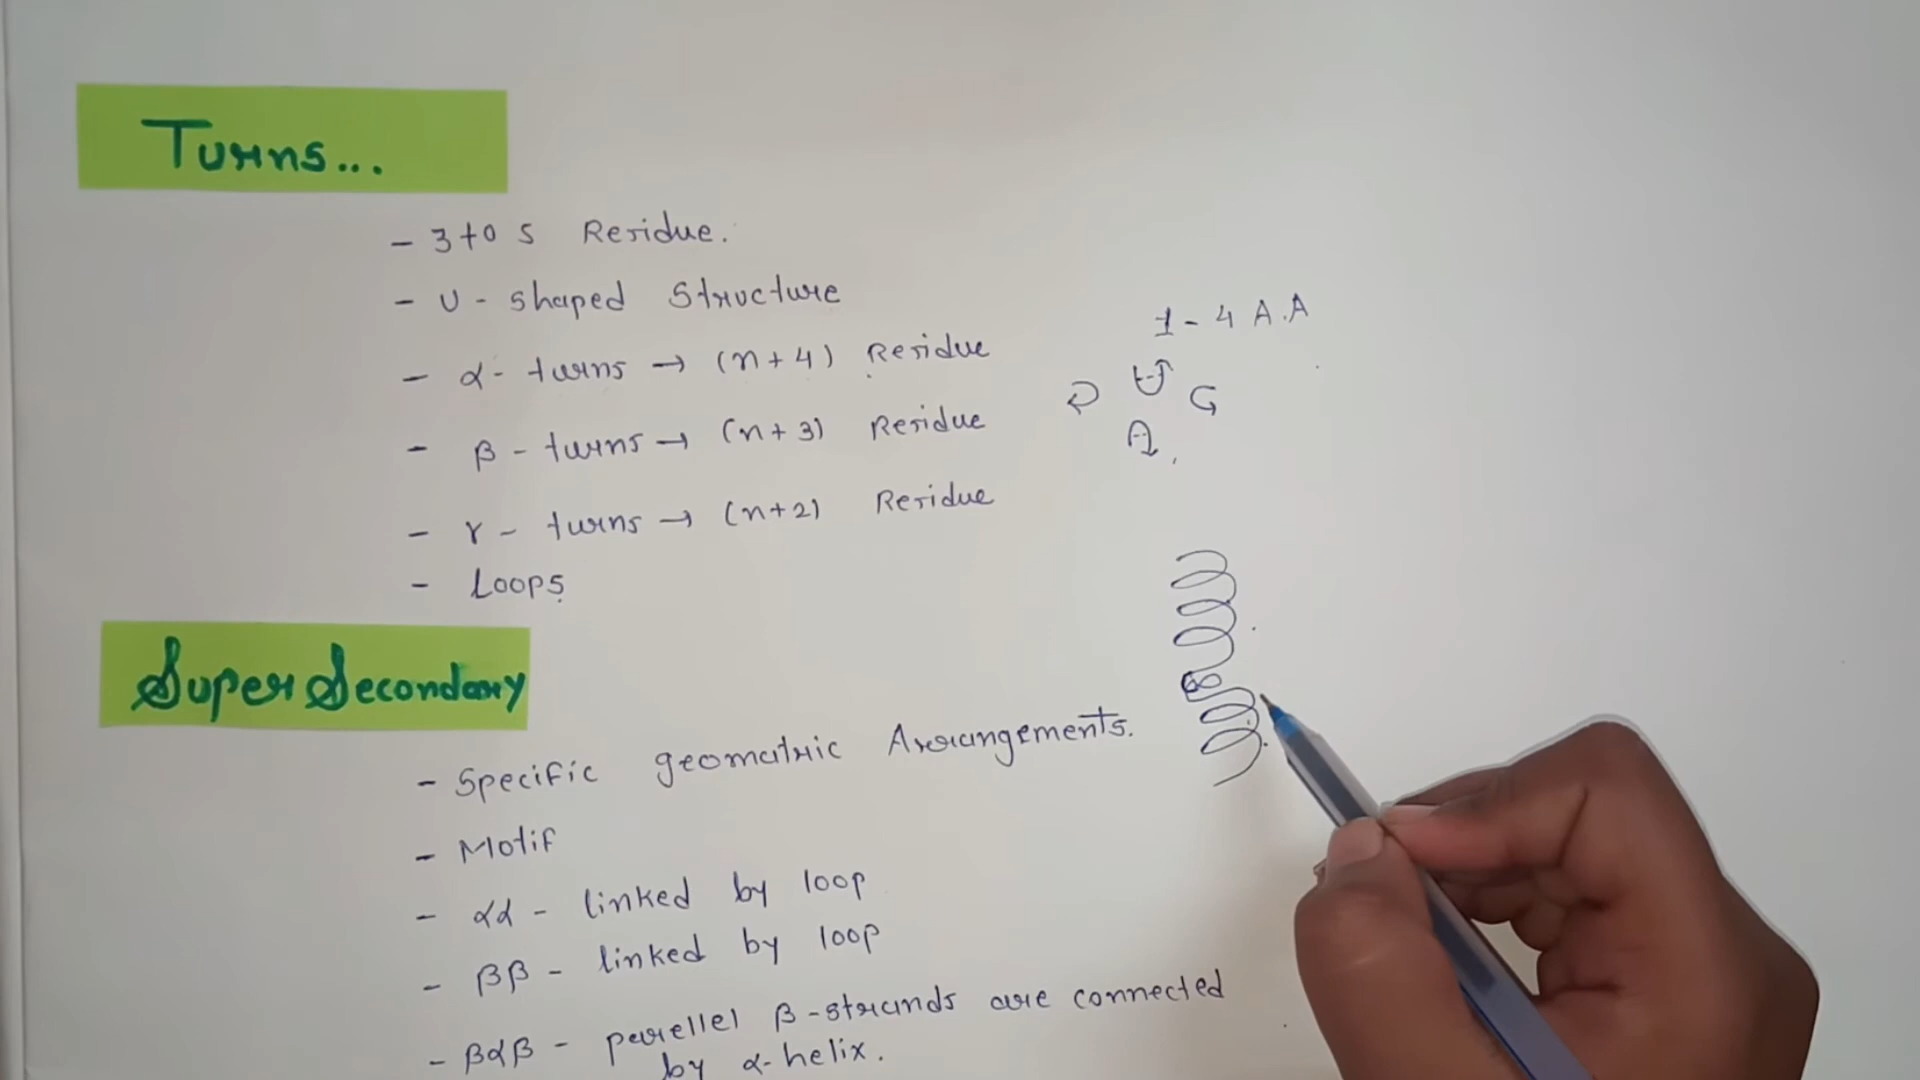 Turns...
- 3 to 5 Residue.
- U - shaped structure
1 - 4 A.A
- α - turns → (n+4) Residue
- β - turns → (n+3) Residue
- γ - turns → (n+2) Residue
- Loops
Super Secondary
- Specific geomatric Arrangements.
- Motif
- αα - linked by loop
- ββ - linked by loop
- βαβ - parellel β-strands are connected
by α-helix.